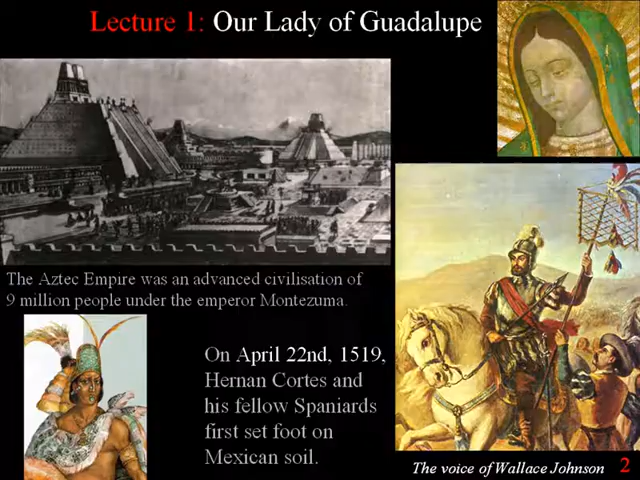 Lecture 1: Our Lady of Guadalupe
The Aztec Empire was an advanced civilisation of
9 million people under the emperor Montezuma.
On April 22nd, 1519,
Hernan Cortes and
his fellow Spaniards
first set foot on
Mexican soil.
The voice of Wallace Johnson 2